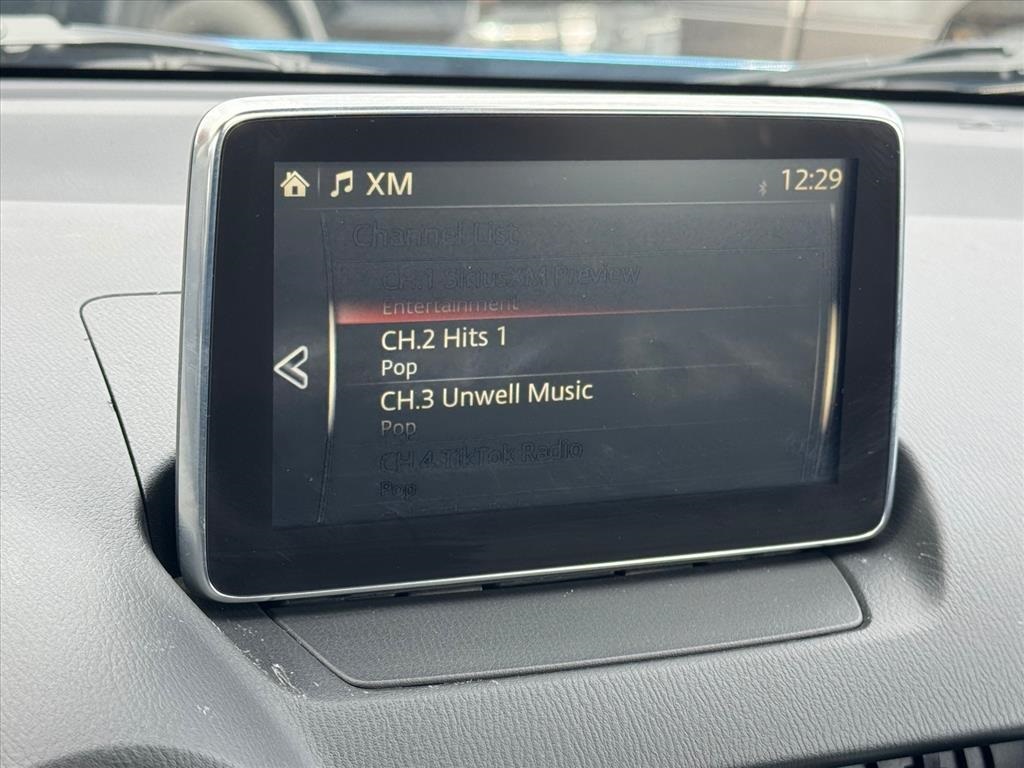 XM
12:29
Channel List
CH.1 SiriusXM Preview
Entertainment
CH.2 Hits 1
Pop
CH.3 Unwell Music
Pop
CH.4 TikTok Radio
Pop